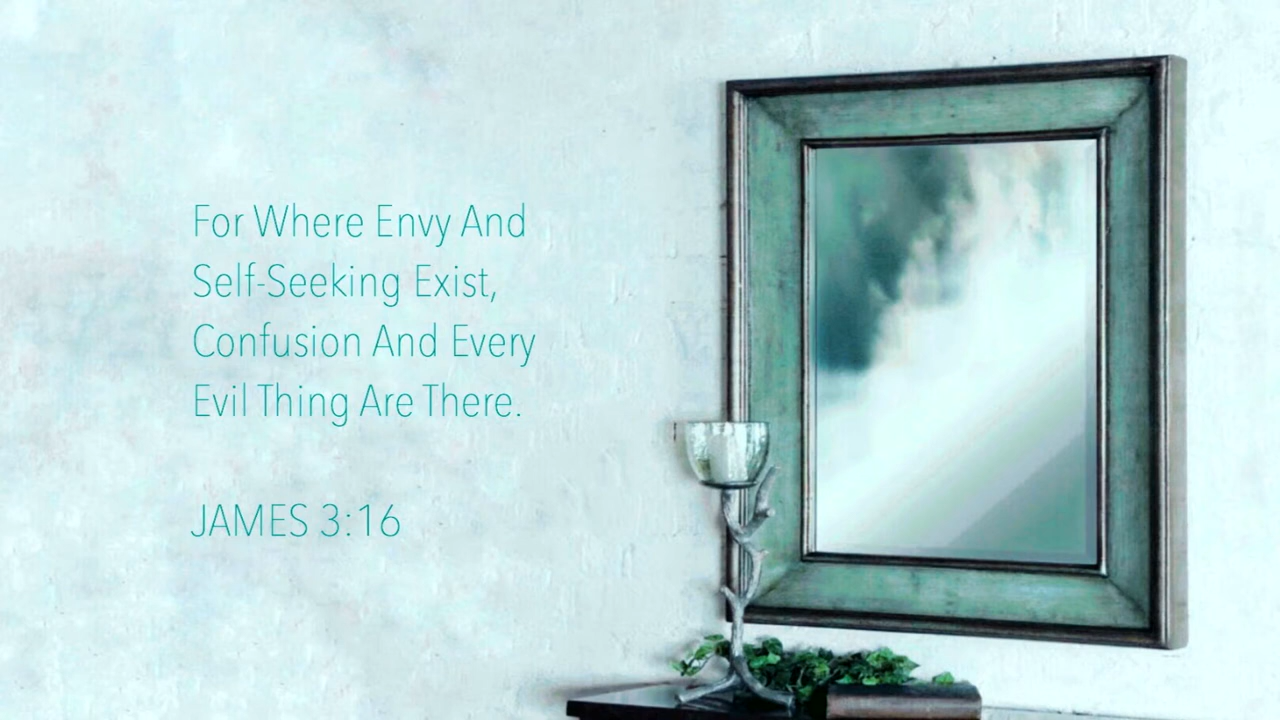 For Where Envy And
Self-Seeking Exist,
Confusion And Every
Evil Thing Are There.
JAMES 3:16